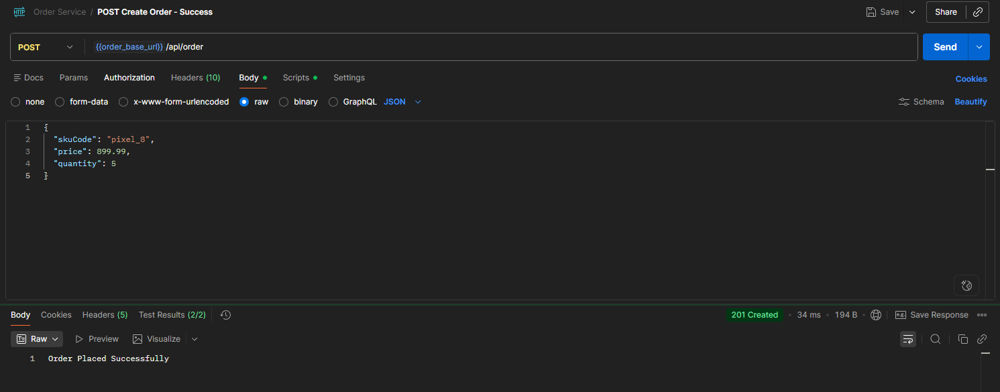 HTTP Order Service / POST Create Order - Success Save Share
POST {{order_base_url}} /api/order Send
Docs Params Authorization Headers (10) Body Scripts Settings Cookies
none form-data x-www-form-urlencoded raw binary GraphQL JSON Schema Beautify
1 {
2 "skuCode": "pixel_8",
3 "price": 899.99,
4 "quantity": 5
5 }
Body Cookies Headers (5) Test Results (2/2) 201 Created • 34 ms • 194 B • e.g. Save Response
Raw Preview Visualize
1 Order Placed Successfully